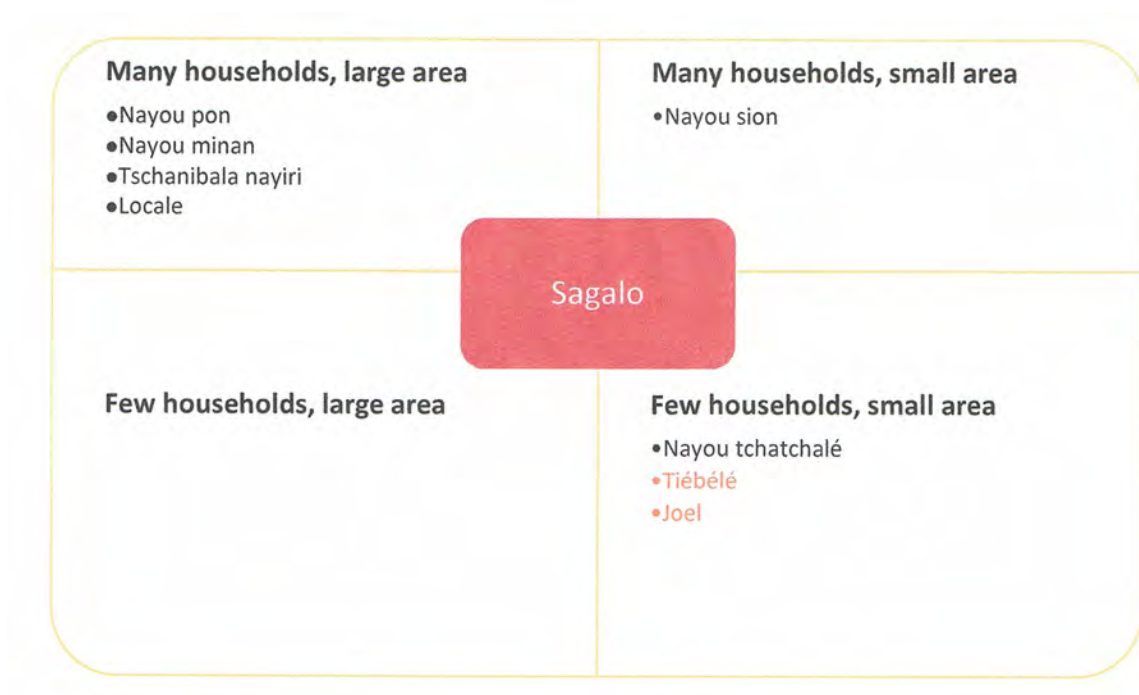 Many households, large area
•Nayou pon
•Nayou minan
•Tschanibala nayiri
•Locale
Many households, small area
•Nayou sion
Sagalo
Few households, large area
Few households, small area
•Nayou tchatchalé
•Tiébélé
•Joel